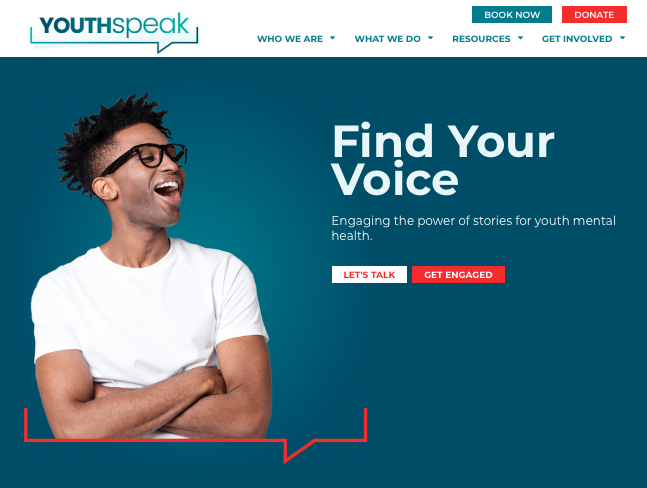 YOUTHspeak
BOOK NOW
DONATE
WHO WE ARE
WHAT WE DO
RESOURCES
GET INVOLVED
Find Your
Voice
Engaging the power of stories for youth mental
health.
LET'S TALK
GET ENGAGED